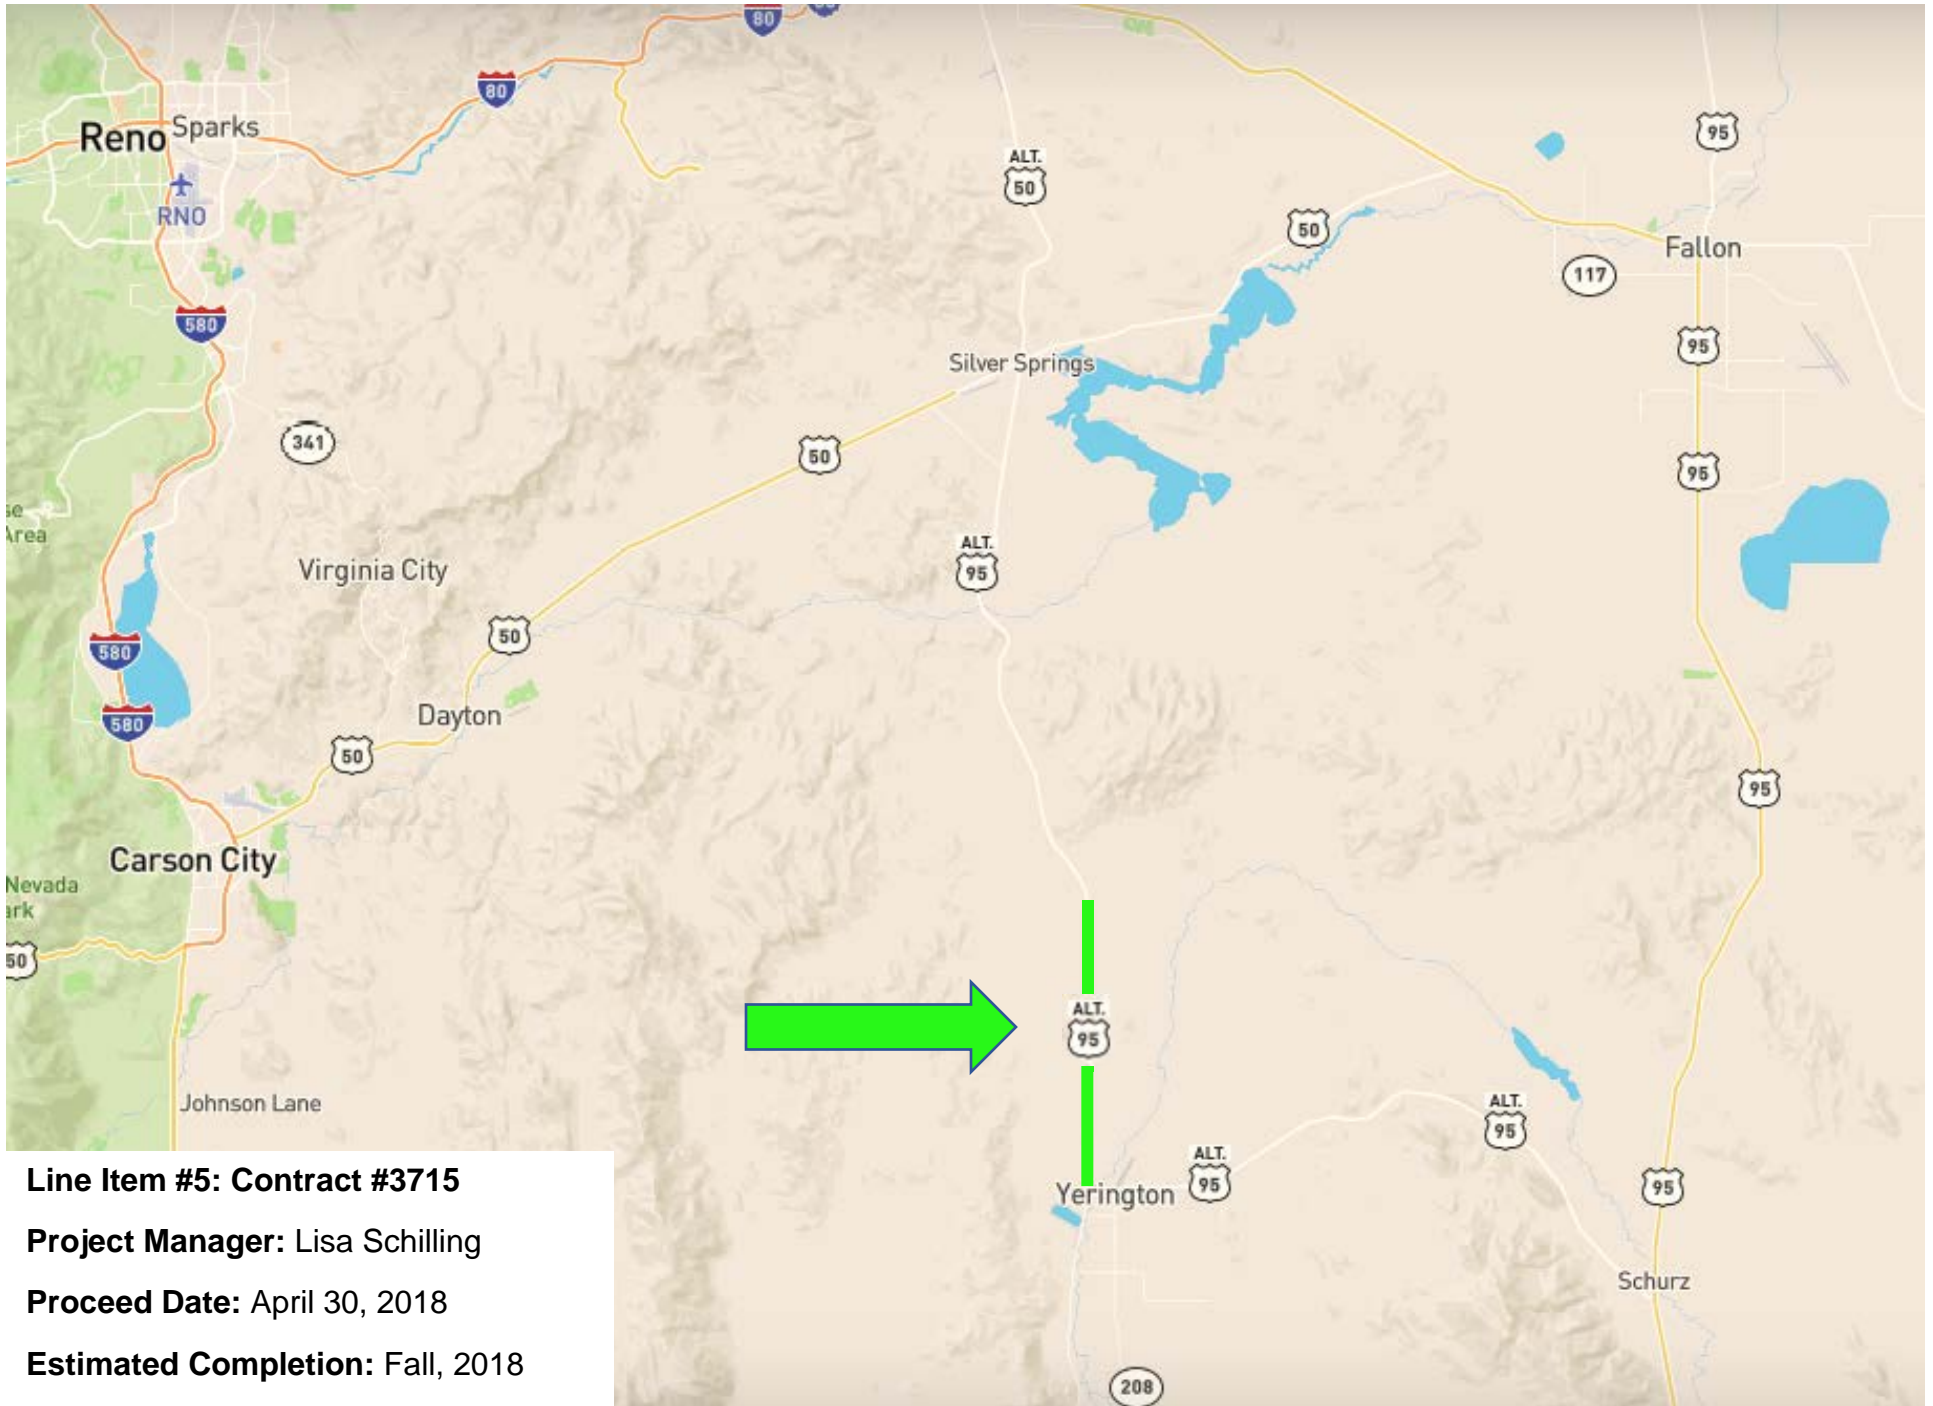 80
80
Reno
Sparks
RNO
ALT.
50
95
50
Fallon
117
580
95
Silver Springs
341
50
95
Area
ALT.
95
Virginia City
50
580
Dayton
580
50
95
Carson City
Nevada
50
ALT.
95
Johnson Lane
ALT.
95
ALT.
95
Yerington
95
Schurz
208
Line Item #5: Contract #3715
Project Manager: Lisa Schilling
Proceed Date: April 30, 2018
Estimated Completion: Fall, 2018